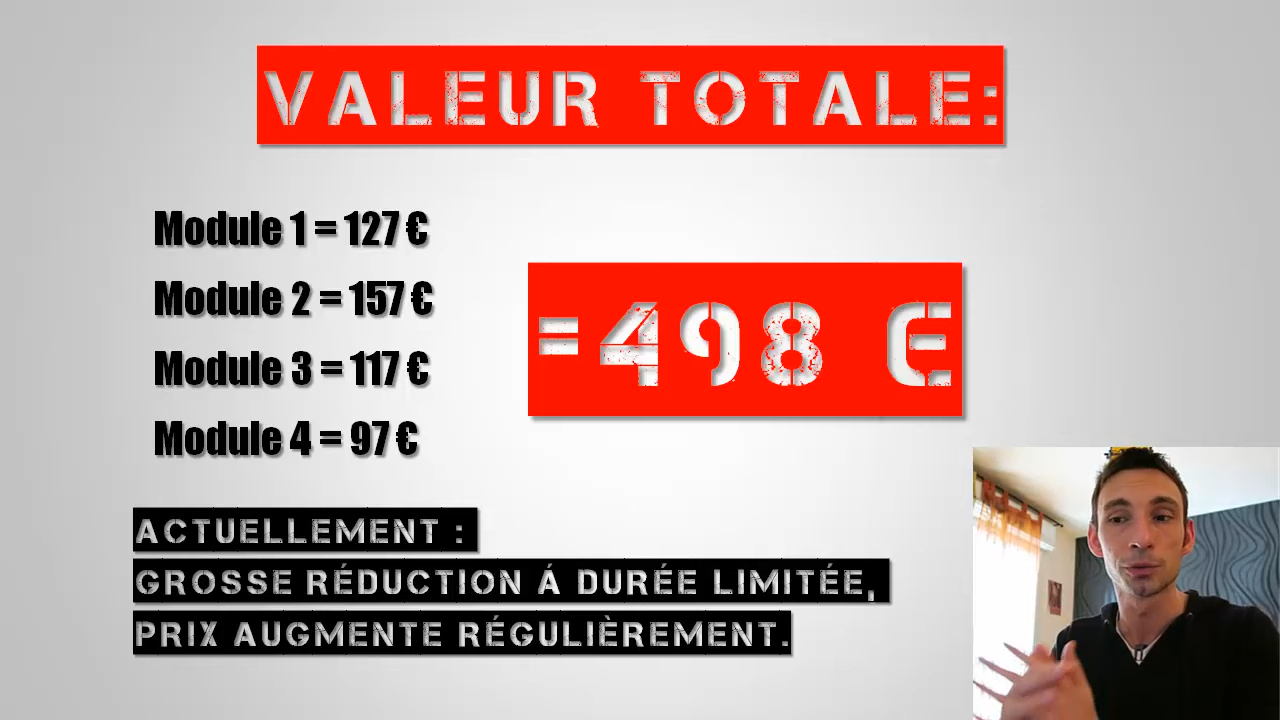 VALEUR TOTALE:
Module 1 = 127 €
Module 2 = 157 €
Module 3 = 117 €
Module 4 = 97 €
=498 €
ACTUELLEMENT :
GROSSE RÉDUCTION Á DURÉE LIMITÉE,
PRIX AUGMENTE RÉGULIÈREMENT.